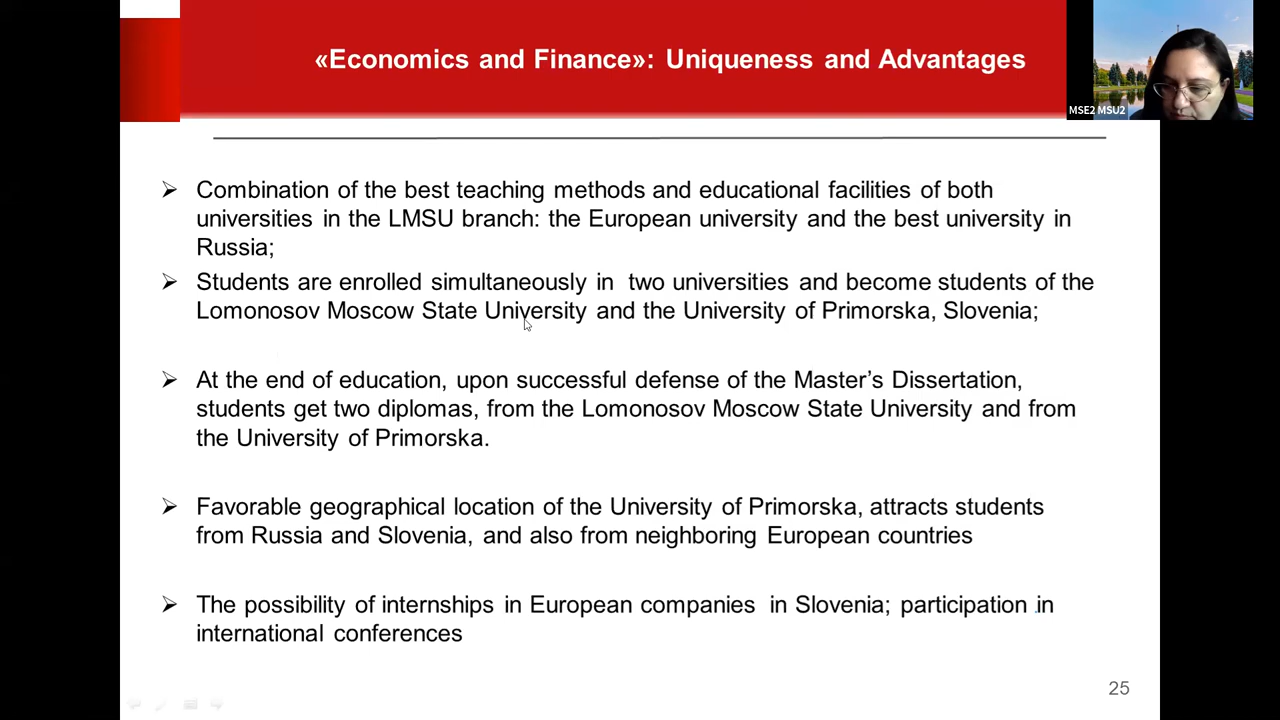 «Economics and Finance»: Uniqueness and Advantages
MSE2 MSU2
Combination of the best teaching methods and educational facilities of both
universities in the LMSU branch: the European university and the best university in
Russia;
Students are enrolled simultaneously in two universities and become students of the
Lomonosov Moscow State University and the University of Primorska, Slovenia;
At the end of education, upon successful defense of the Master's Dissertation,
students get two diplomas, from the Lomonosov Moscow State University and from
the University of Primorska.
Favorable geographical location of the University of Primorska, attracts students
from Russia and Slovenia, and also from neighboring European countries
The possibility of internships in European companies in Slovenia; participation in
international conferences
25